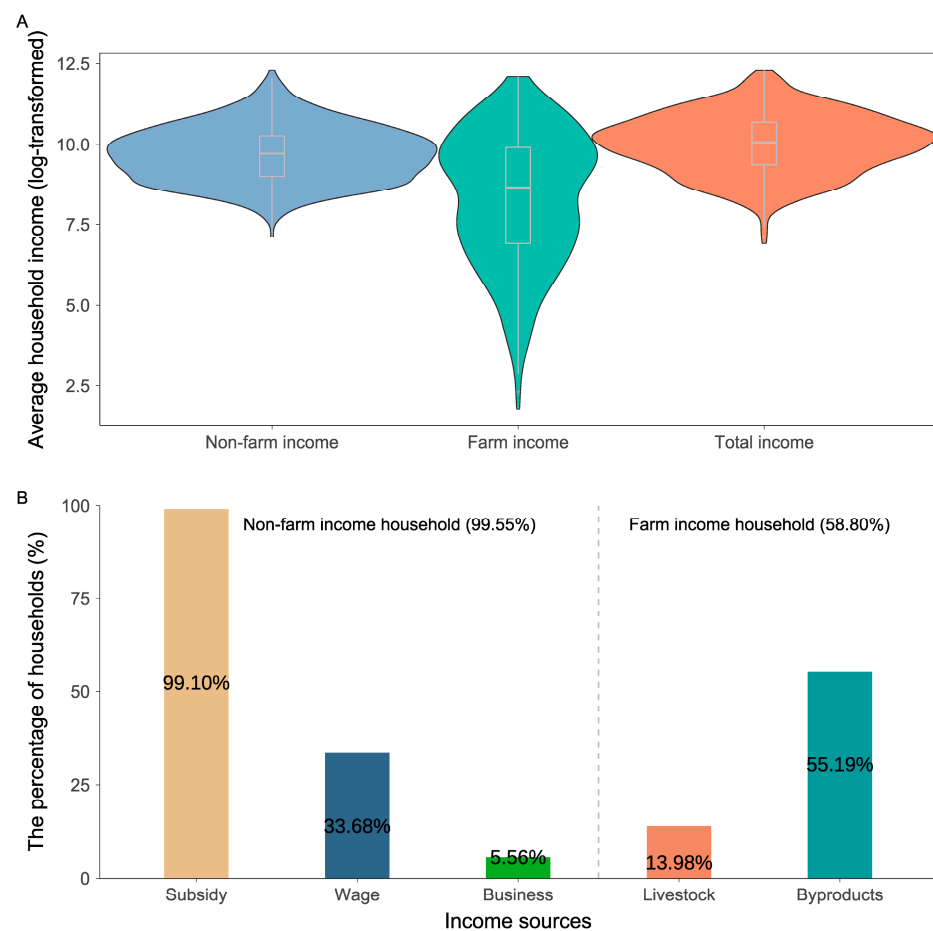 A
Average household income (log-transformed)
12.5
10.0
7.5
5.0
2.5
Non-farm income
Farm income
Total income
B
The percentage of households (%)
100
75
50
25
0
Non-farm income household (99.55%)
Farm income household (58.80%)
99.10%
33.68%
5.56%
13.98%
55.19%
Subsidy
Wage
Business
Livestock
Byproducts
Income sources